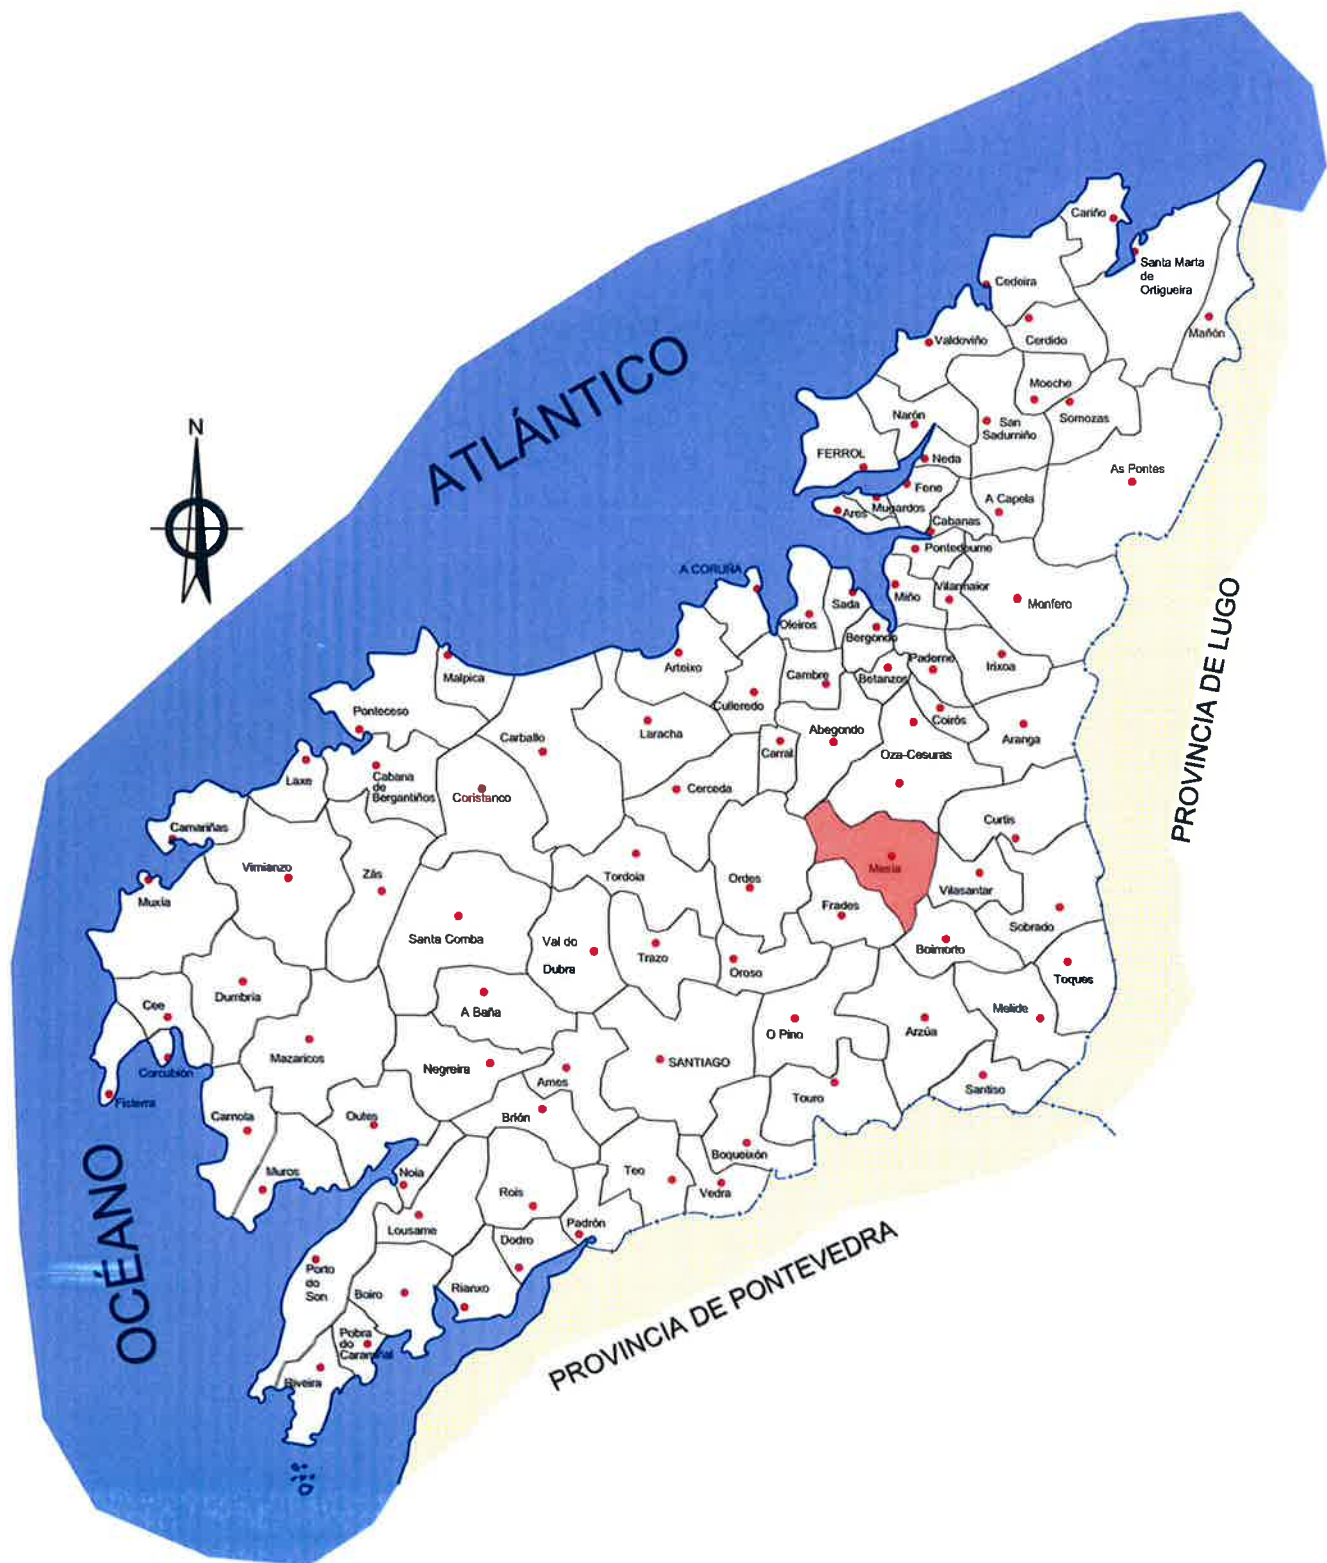 Cariño
Santa Marta
de
Ortigueira
Cedeira
Mañón
Cerdido
Valdoviño
Moeche
Somozas
Narón
San
Sadurniño
FERROL
Neda
As Pontes
Fene
A Capela
Mugardos
Ares
Cabanas
Pontedeume
ATLÁNTICO
N
A CORUÑA
Miño
Vilarmaior
Monfero
Sada
Oleiros
Bergondo
Paderne
Irixoa
Arteixo
Cambre
Betanzos
Malpica
Culleredo
Coirós
Ponteceso
Laracha
Abegondo
Aranga
Carballo
Carral
Oza-Cesuras
Laxe
Cabana
de
Bergantiños
Coristanco
Cerceda
Camariñas
Curtis
Vimianzo
Zás
Tordoia
Ordes
Mesía
Vilasantar
Muxía
Frades
Sobrado
Santa Comba
Val do
Dubra
Trazo
Oroso
Boimorto
Toques
Dumbría
Cee
A Baña
O Pino
Arzúa
Melide
Mazaricos
Negreira
Ames
SANTIAGO
Corcubión
Santiso
Fisterra
Touro
Carnota
Outes
Brión
Boqueixón
Muros
Noia
Teo
Vedra
Rois
Lousame
Padrón
Dodro
Porto
do
Son
Boiro
Rianxo
Pobra
do
Caramiñal
Riveira
OCÉANO
PROVINCIA DE LUGO
PROVINCIA DE PONTEVEDRA